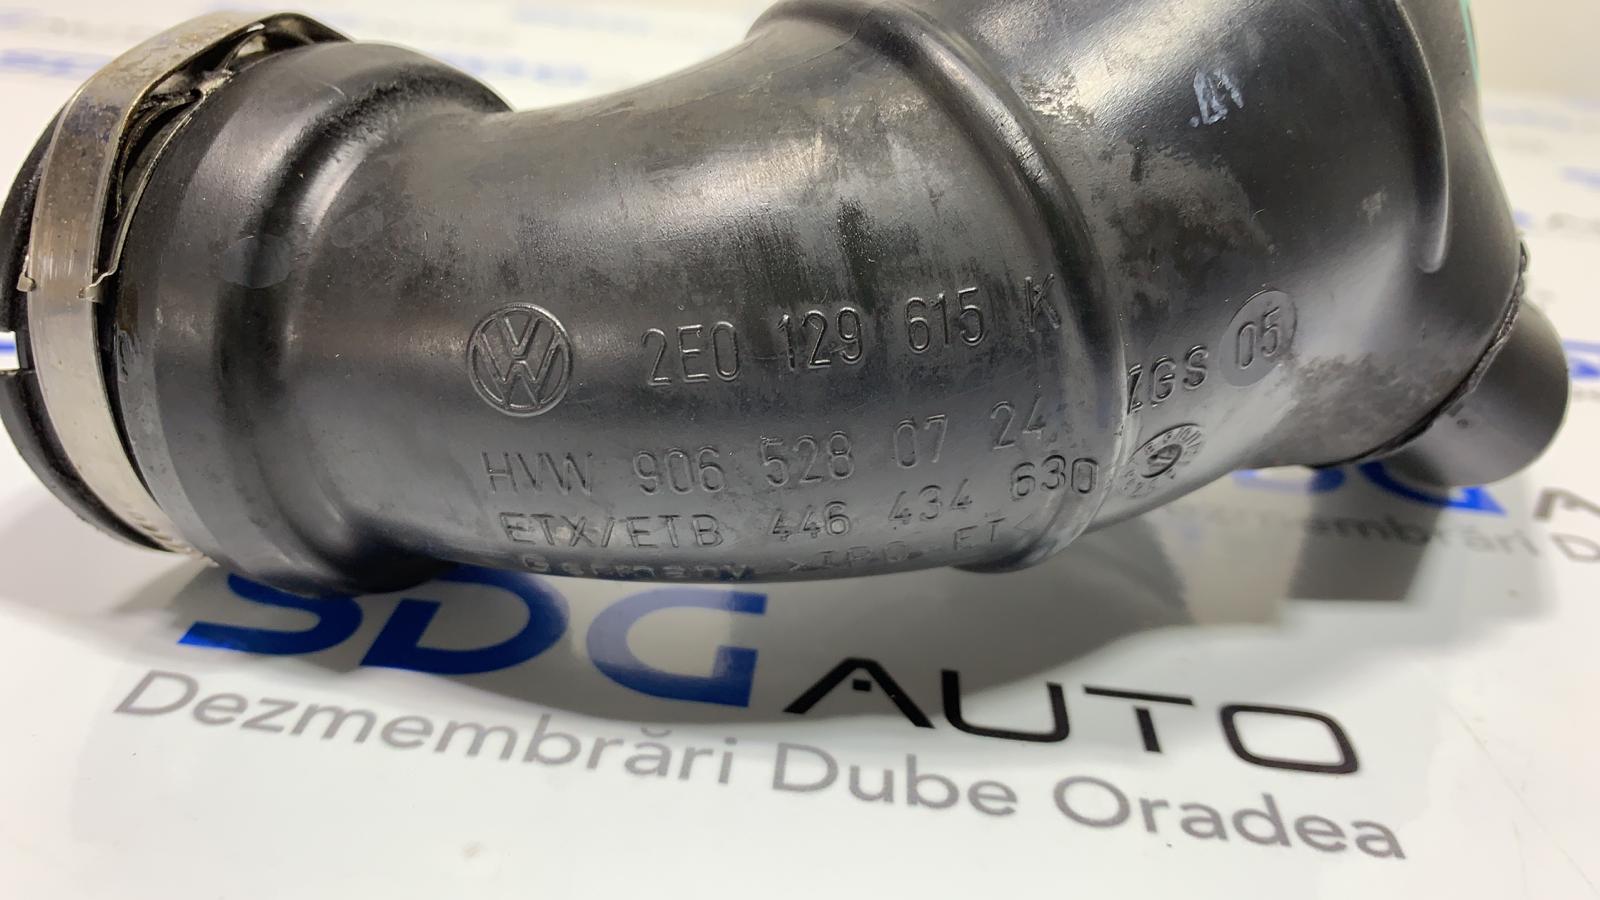 2E0 129 615 K
ZGS 05
HVW 906 528 07 24
ETX/ETB 446 434 630
Germany
SDG AUTO
Dezmembrări Dube Oradea